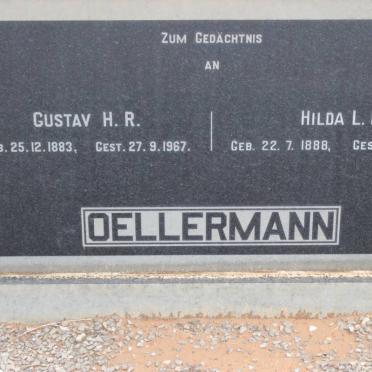 ZUM GEDÄCHTNIS
AN
GUSTAV H. R.
HILDA L.
25.12.1883, GEST. 27.9.1967.
GEB. 22.7.1888,
OELLERMANN